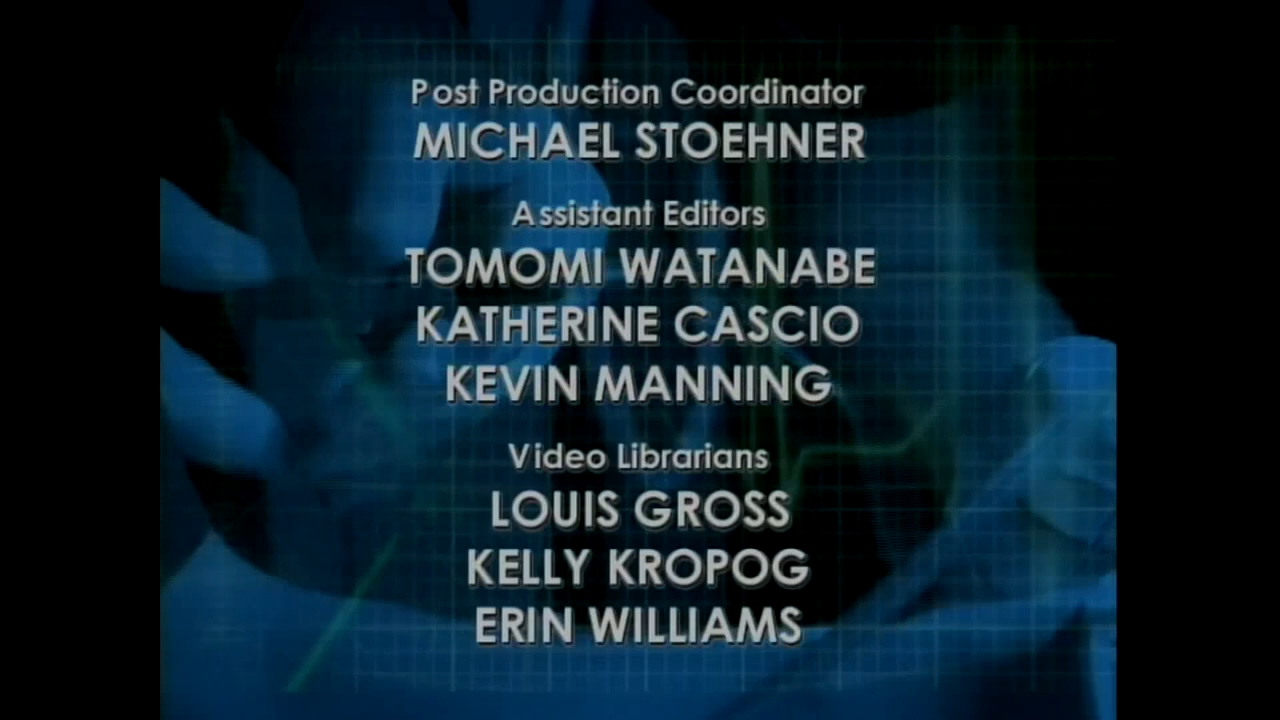 Post Production Coordinator
MICHAEL STOEHNER
Assistant Editors
TOMOMI WATANABE
KATHERINE CASCIO
KEVIN MANNING
Video Librarians
LOUIS GROSS
KELLY KROPOG
ERIN WILLIAMS